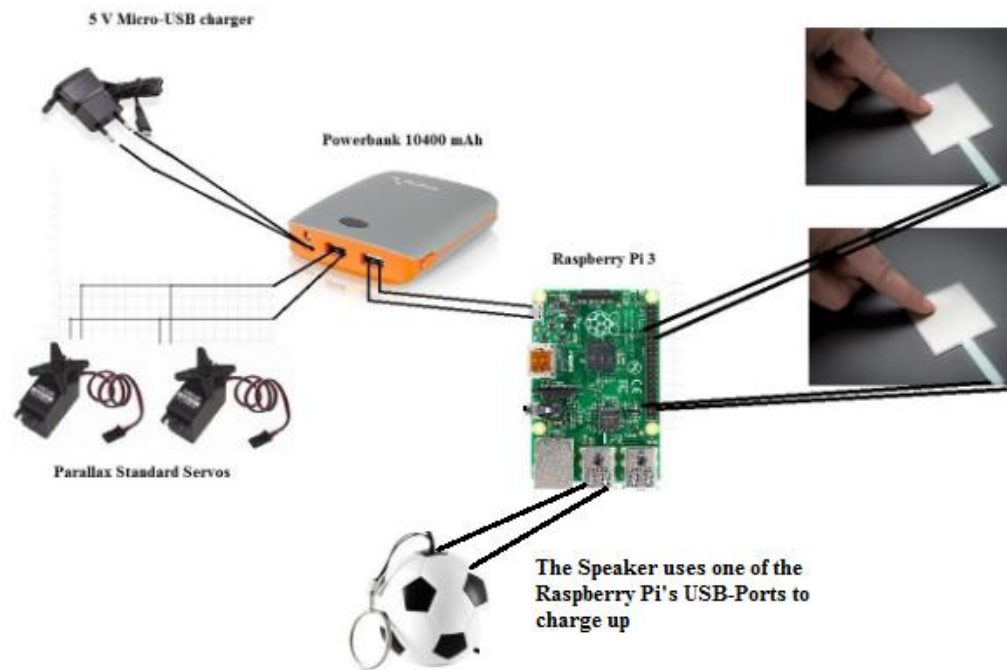 5 V Micro-USB charger
Powerbank 10400 mAh
Raspberry Pi 3
Parallax Standard Servos
The Speaker uses one of the
Raspberry Pi's USB-Ports to
charge up